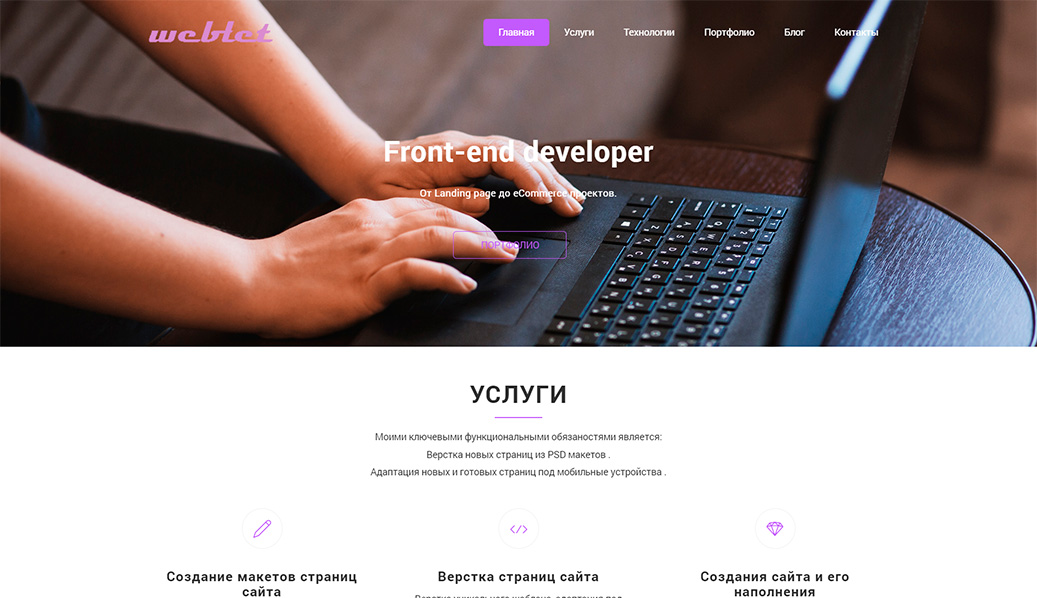 webtet
Главная Услуги Технологии Портфолио Блог Контакты
Front-end developer
От Landing page до eCommerce проектов.
ПОРТФОЛИО
УСЛУГИ
Моими ключевыми функциональными обязаностями является:
Верстка новых страниц из PSD макетов .
Адаптация новых и готовых страниц под мобильные устройства .
Создание макетов страниц
сайта
Верстка страниц сайта
Создания сайта и его
наполнения